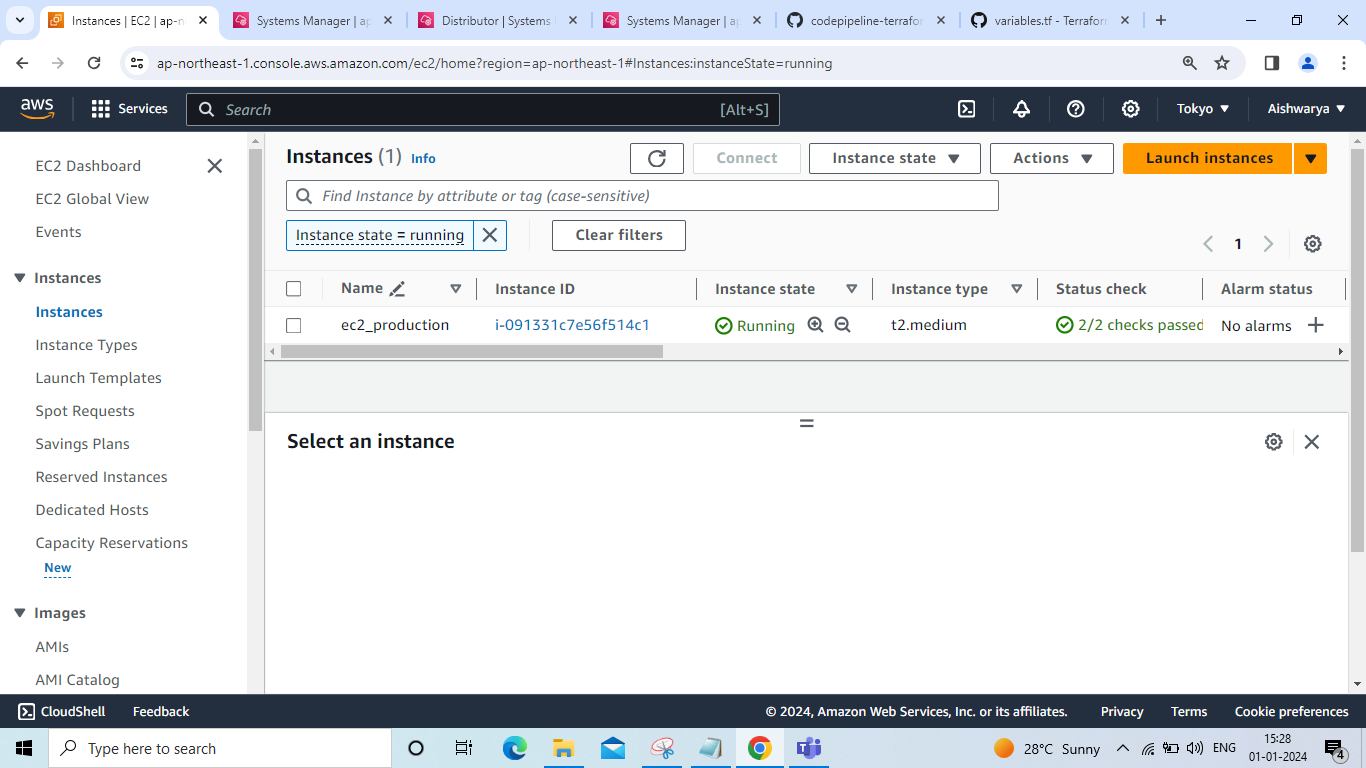 Instances | EC2 | ap-n
Systems Manager | ap
Distributor | Systems
Systems Manager | ap
codepipeline-terrafor
variables.tf - Terraform
ap-northeast-1.console.aws.amazon.com/ec2/home?region=ap-northeast-1#Instances:instanceState=running
aws
Services
Search
[Alt+S]
Tokyo
Aishwarya
EC2 Dashboard
EC2 Global View
Events
Instances
Instances
Instance Types
Launch Templates
Spot Requests
Savings Plans
Reserved Instances
Dedicated Hosts
Capacity Reservations
New
Images
AMIs
AMI Catalog
Instances (1) Info
Connect
Instance state
Actions
Launch instances
Find Instance by attribute or tag (case-sensitive)
Instance state = running
Clear filters
1
Name
Instance ID
Instance state
Instance type
Status check
Alarm status
ec2_production
i-091331c7e56f514c1
Running
t2.medium
2/2 checks passed
No alarms
Select an instance
CloudShell
Feedback
© 2024, Amazon Web Services, Inc. or its affiliates.
Privacy
Terms
Cookie preferences
Type here to search
28°C Sunny
ENG
15:28
01-01-2024
4